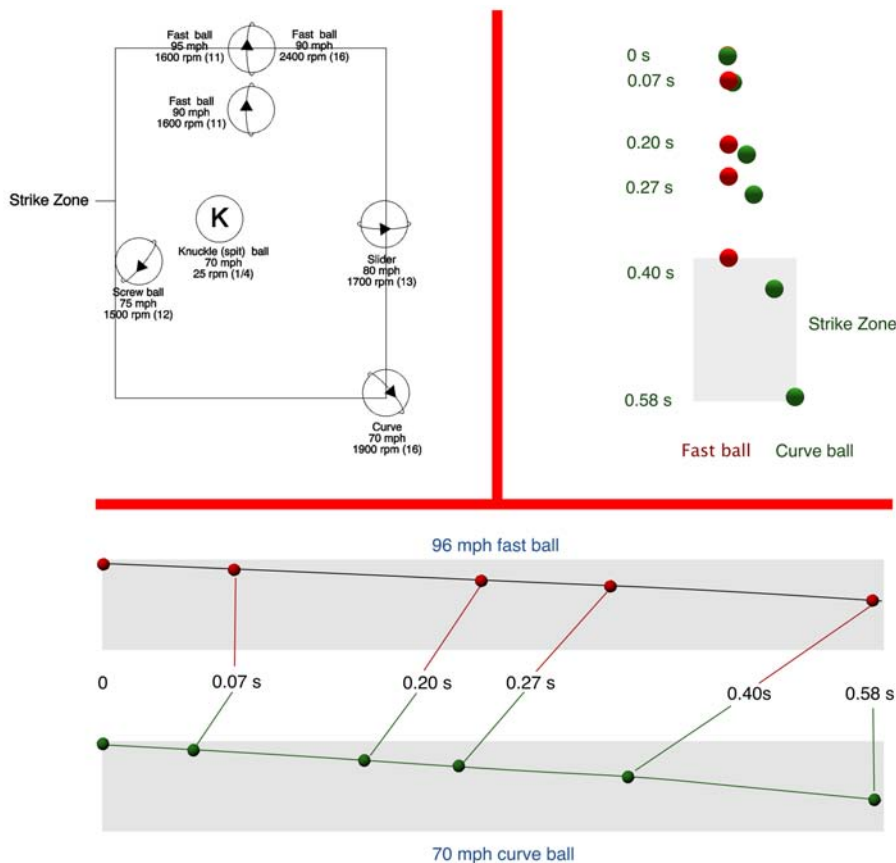 Fast ball
95 mph
1600 rpm (11)
Fast ball
90 mph
2400 rpm (16)
Fast ball
90 mph
1600 rpm (11)
Strike Zone
K
Knuckle (spit) ball
70 mph
25 rpm (1/4)
Slider
80 mph
1700 rpm (13)
Screw ball
75 mph
1500 rpm (12)
Curve
70 mph
1900 rpm (16)
0 s
0.07 s
0.20 s
0.27 s
0.40 s
Strike Zone
0.58 s
Fast ball
Curve ball
96 mph fast ball
0
0.07 s
0.20 s
0.27 s
0.40s
0.58 s
70 mph curve ball